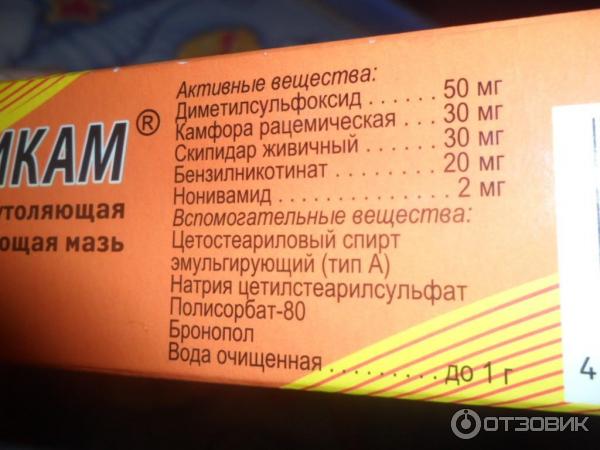 Активные вещества:
Диметилсульфоксид ........ 50 мг
Камфора рацемическая ... 30 мг
Скипидар живичный ........ 30 мг
Бензилникотинат ............. 20 мг
Нонивамид ........................ 2 мг
Вспомогательные вещества:
Цетостеариловый спирт
эмульгирующий (тип А)
Натрия цетилстеарилсульфат
Полисорбат-80
Бронопол
Вода очищенная ......... до 1 г
ИКАМ®
утоляющая
ющая мазь
4
ОТЗОВИК